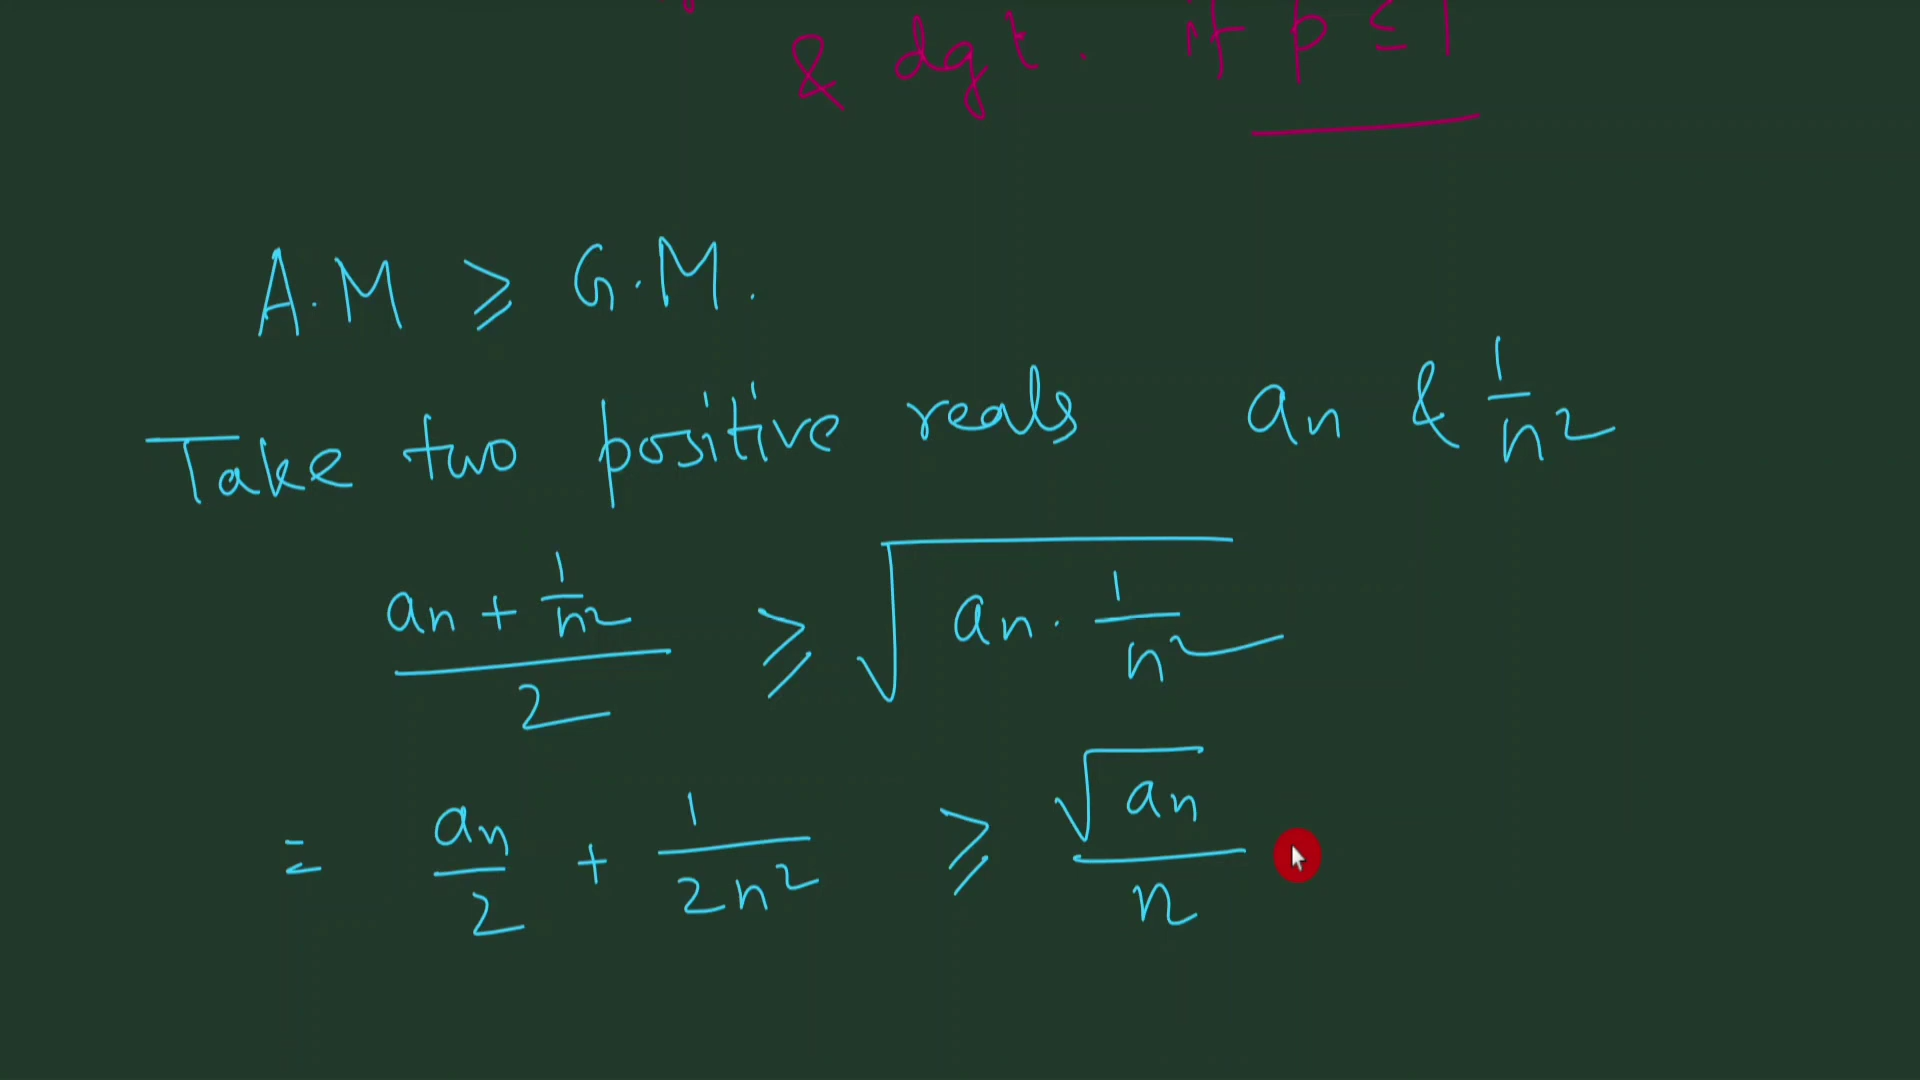 & dgt. if p ≤ 1
A.M ≥ G.M.
Take two positive reals an & 1/n²
(an + 1/n²)/2 ≥ √(an · 1/n²)
= an/2 + 1/2n² ≥ √an/n